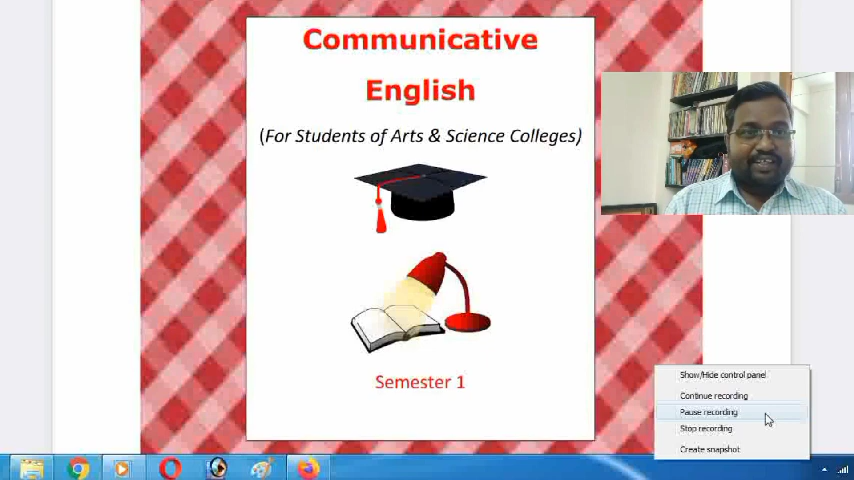 Communicative
English
(For Students of Arts & Science Colleges)
Semester 1
Show/Hide control panel
Continue recording
Pause recording
Stop recording
Create snapshot